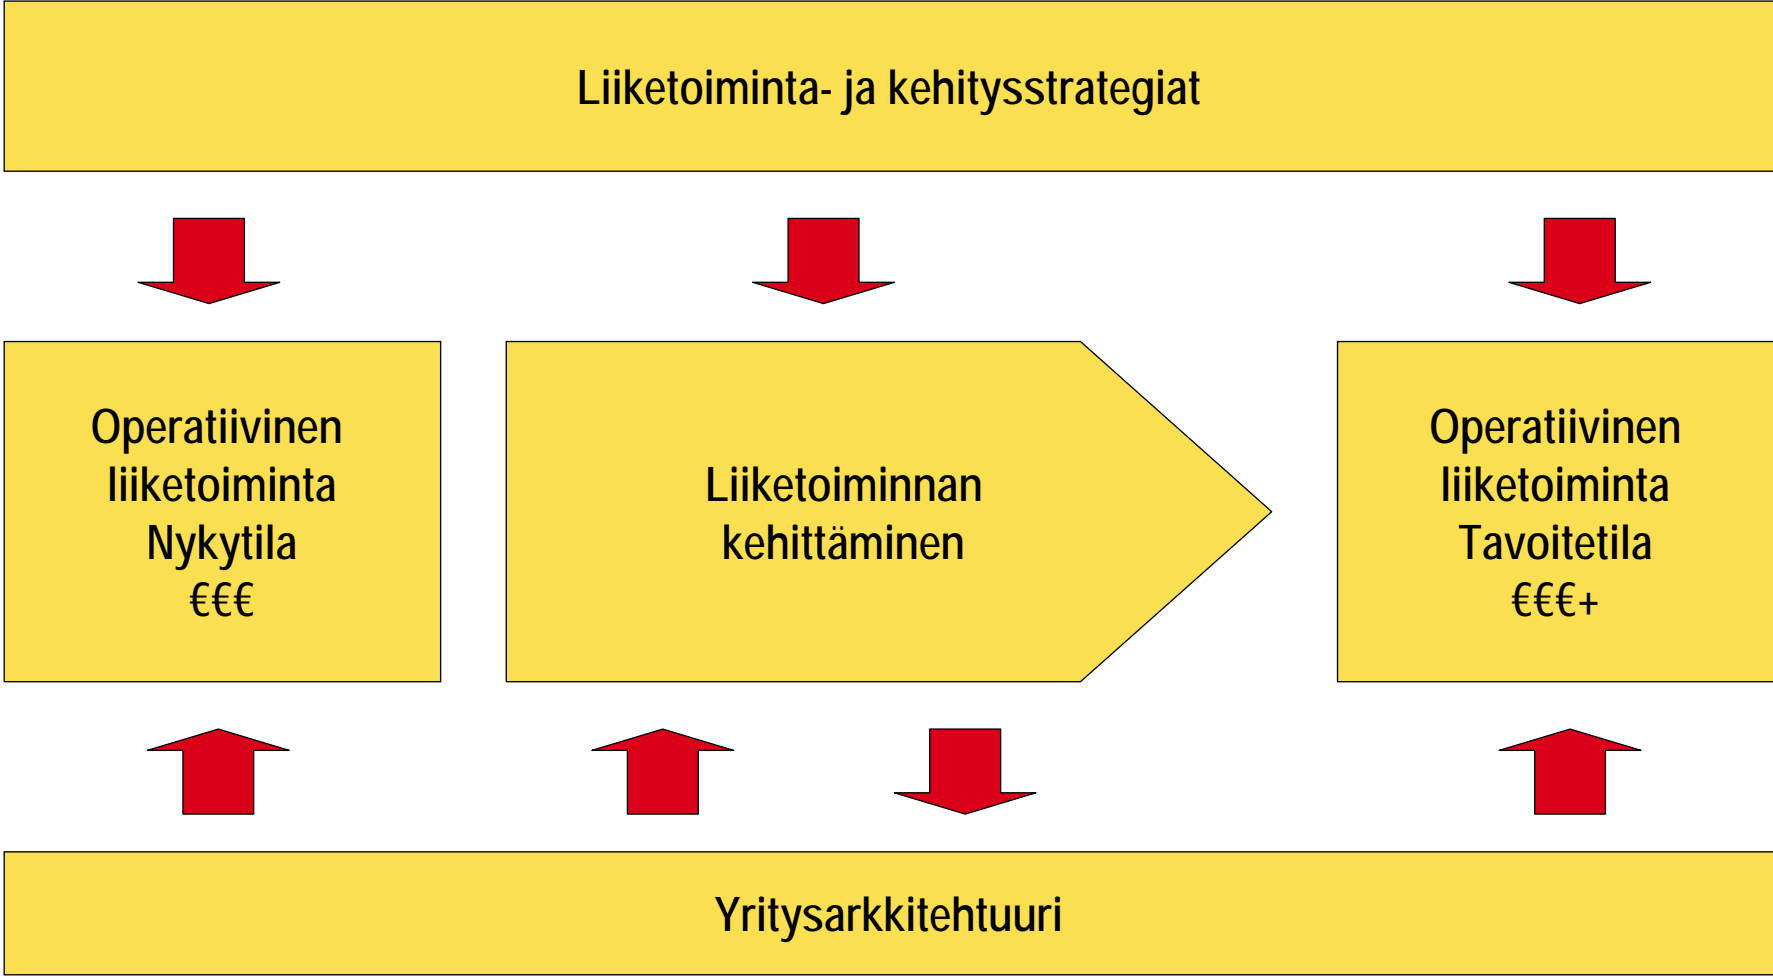 Liiketoiminta- ja kehitysstrategiat
Operatiivinen
liiketoiminta
Nykytila
€€€
Liiketoiminnan
kehittäminen
Operatiivinen
liiketoiminta
Tavoitetila
€€€+
Yritysarkkitehtuuri